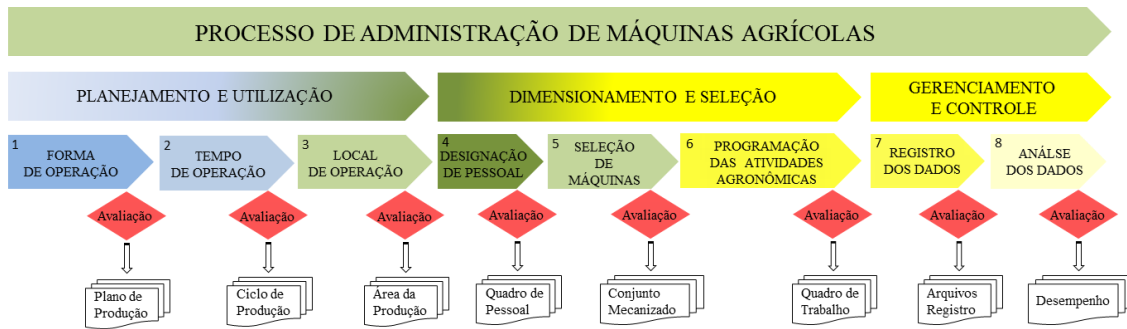 PROCESSO DE ADMINISTRAÇÃO DE MÁQUINAS AGRÍCOLAS
PLANEJAMENTO E UTILIZAÇÃO
DIMENSIONAMENTO E SELEÇÃO
GERENCIAMENTO
E CONTROLE
1
FORMA
DE OPERAÇÃO
2
TEMPO
DE OPERAÇÃO
3
LOCAL
DE OPERAÇÃO
4
DESIGNAÇÃO
DE PESSOAL
5
SELEÇÃO
DE
MÁQUINAS
6
PROGRAMAÇÃO
DAS ATIVIDADES
AGRONÔMICAS
7
REGISTRO
DOS DADOS
8
ANÁLSE
DOS DADOS
Avaliação
Avaliação
Avaliação
Avaliação
Avaliação
Avaliação
Avaliação
Avaliação
Plano de
Produção
Ciclo de
Produção
Área da
Produção
Quadro de
Pessoal
Conjunto
Mecanizado
Quadro de
Trabalho
Arquivos
Registro
Desempenho